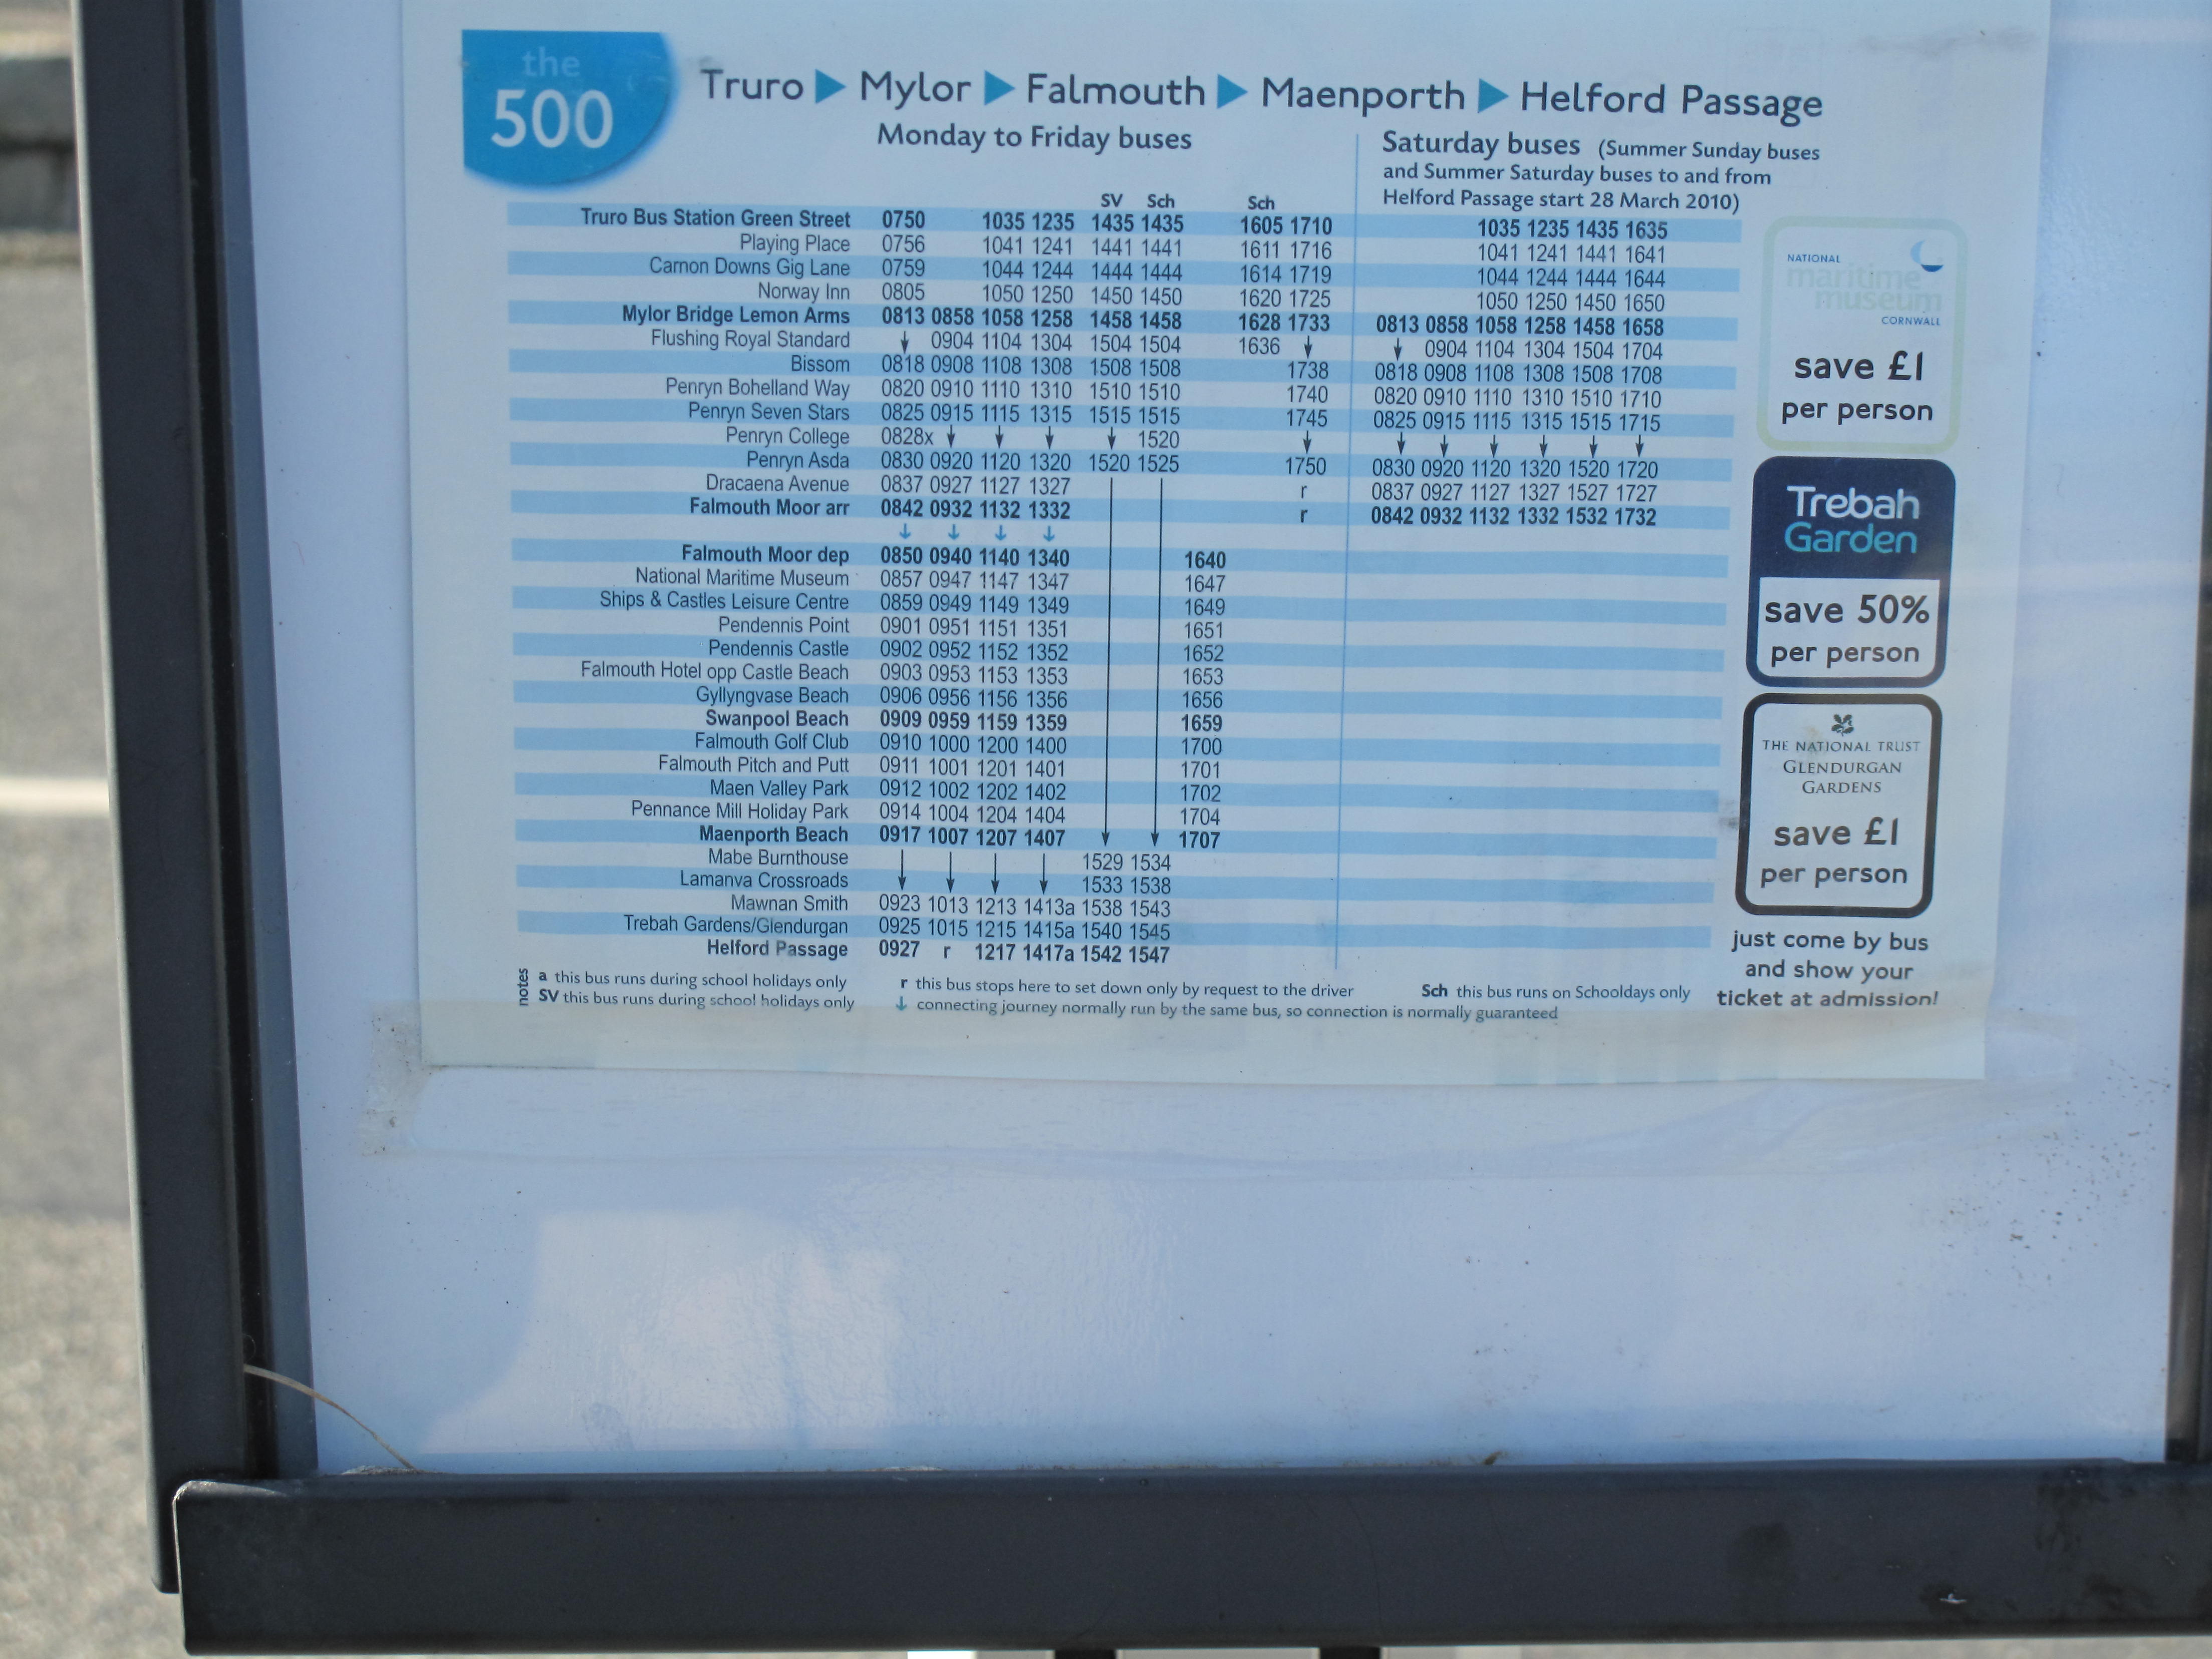 the
500
Truro ▶ Mylor ▶ Falmouth ▶ Maenporth ▶ Helford Passage
Monday to Friday buses
Saturday buses (Summer Sunday buses
and Summer Saturday buses to and from
Helford Passage start 28 March 2010)
SV Sch Sch
Truro Bus Station Green Street 0750 1035 1235 1435 1435 1605 1710 1035 1235 1435 1635
Playing Place 0756 1041 1241 1441 1441 1611 1716 1041 1241 1441 1641
Carnon Downs Gig Lane 0759 1044 1244 1444 1444 1614 1719 1044 1244 1444 1644
Norway Inn 0805 1050 1250 1450 1450 1620 1725 1050 1250 1450 1650
Mylor Bridge Lemon Arms 0813 0858 1058 1258 1458 1458 1628 1733 0813 0858 1058 1258 1458 1658
Flushing Royal Standard ↓ 0904 1104 1304 1504 1504 1636 ↓ ↓ 0904 1104 1304 1504 1704
Bissom 0818 0908 1108 1308 1508 1508 1738 0818 0908 1108 1308 1508 1708
Penryn Bohelland Way 0820 0910 1110 1310 1510 1510 1740 0820 0910 1110 1310 1510 1710
Penryn Seven Stars 0825 0915 1115 1315 1515 1515 1745 0825 0915 1115 1315 1515 1715
Penryn College 0828x ↓ ↓ ↓ ↓ 1520 ↓ ↓ ↓ ↓ ↓ ↓ ↓
Penryn Asda 0830 0920 1120 1320 1520 1525 1750 0830 0920 1120 1320 1520 1720
Dracaena Avenue 0837 0927 1127 1327 r 0837 0927 1127 1327 1527 1727
Falmouth Moor arr 0842 0932 1132 1332 r 0842 0932 1132 1332 1532 1732
↓ ↓ ↓ ↓
Falmouth Moor dep 0850 0940 1140 1340 1640
National Maritime Museum 0857 0947 1147 1347 1647
Ships & Castles Leisure Centre 0859 0949 1149 1349 1649
Pendennis Point 0901 0951 1151 1351 1651
Pendennis Castle 0902 0952 1152 1352 1652
Falmouth Hotel opp Castle Beach 0903 0953 1153 1353 1653
Gyllyngvase Beach 0906 0956 1156 1356 1656
Swanpool Beach 0909 0959 1159 1359 1659
Falmouth Golf Club 0910 1000 1200 1400 1700
Falmouth Pitch and Putt 0911 1001 1201 1401 1701
Maen Valley Park 0912 1002 1202 1402 1702
Pennance Mill Holiday Park 0914 1004 1204 1404 1704
Maenporth Beach 0917 1007 1207 1407 ↓ ↓ 1707
Mabe Burnthouse 1529 1534
Lamanva Crossroads ↓ ↓ ↓ ↓ 1533 1538
Mawnan Smith 0923 1013 1213 1413a 1538 1543
Trebah Gardens/Glendurgan 0925 1015 1215 1415a 1540 1545
Helford Passage 0927 r 1217 1417a 1542 1547
notes
a this bus runs during school holidays only
SV this bus runs during school holidays only
r this bus stops here to set down only by request to the driver
↓ connecting journey normally run by the same bus, so connection is normally guaranteed
Sch this bus runs on Schooldays only
NATIONAL
maritime
museum
CORNWALL
save £1
per person
Trebah
Garden
save 50%
per person
THE NATIONAL TRUST
GLENDURGAN
GARDENS
save £1
per person
just come by bus
and show your
ticket at admission!